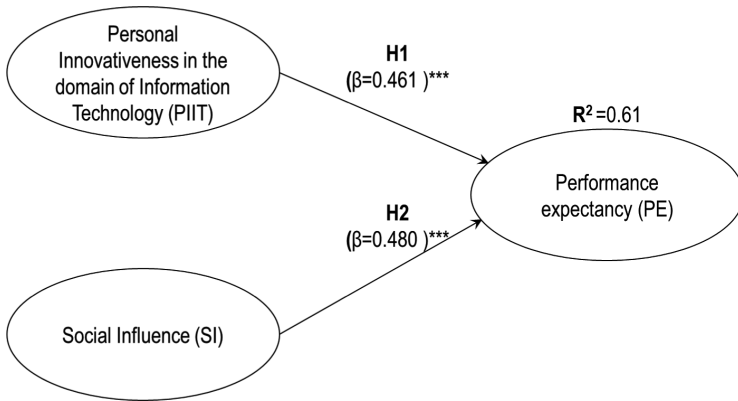 Personal
Innovativeness in the
domain of Information
Technology (PIIT)
H1
(β=0.461 )***
R² =0.61
Performance
expectancy (PE)
H2
(β=0.480 )***
Social Influence (SI)